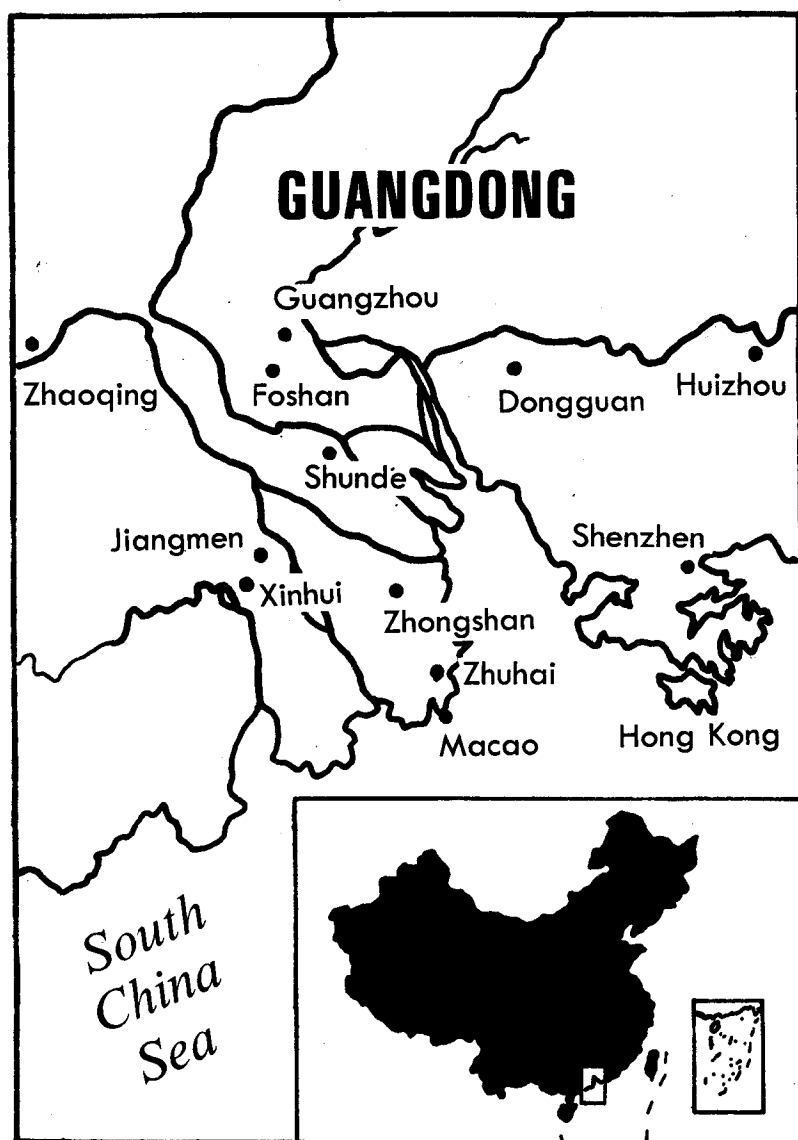 GUANGDONG
Guangzhou
Zhaoqing
Foshan
Dongguan
Huizhou
Shunde
Jiangmen
Shenzhen
Xinhui
Zhongshan
Zhuhai
Macao
Hong Kong
South
China
Sea